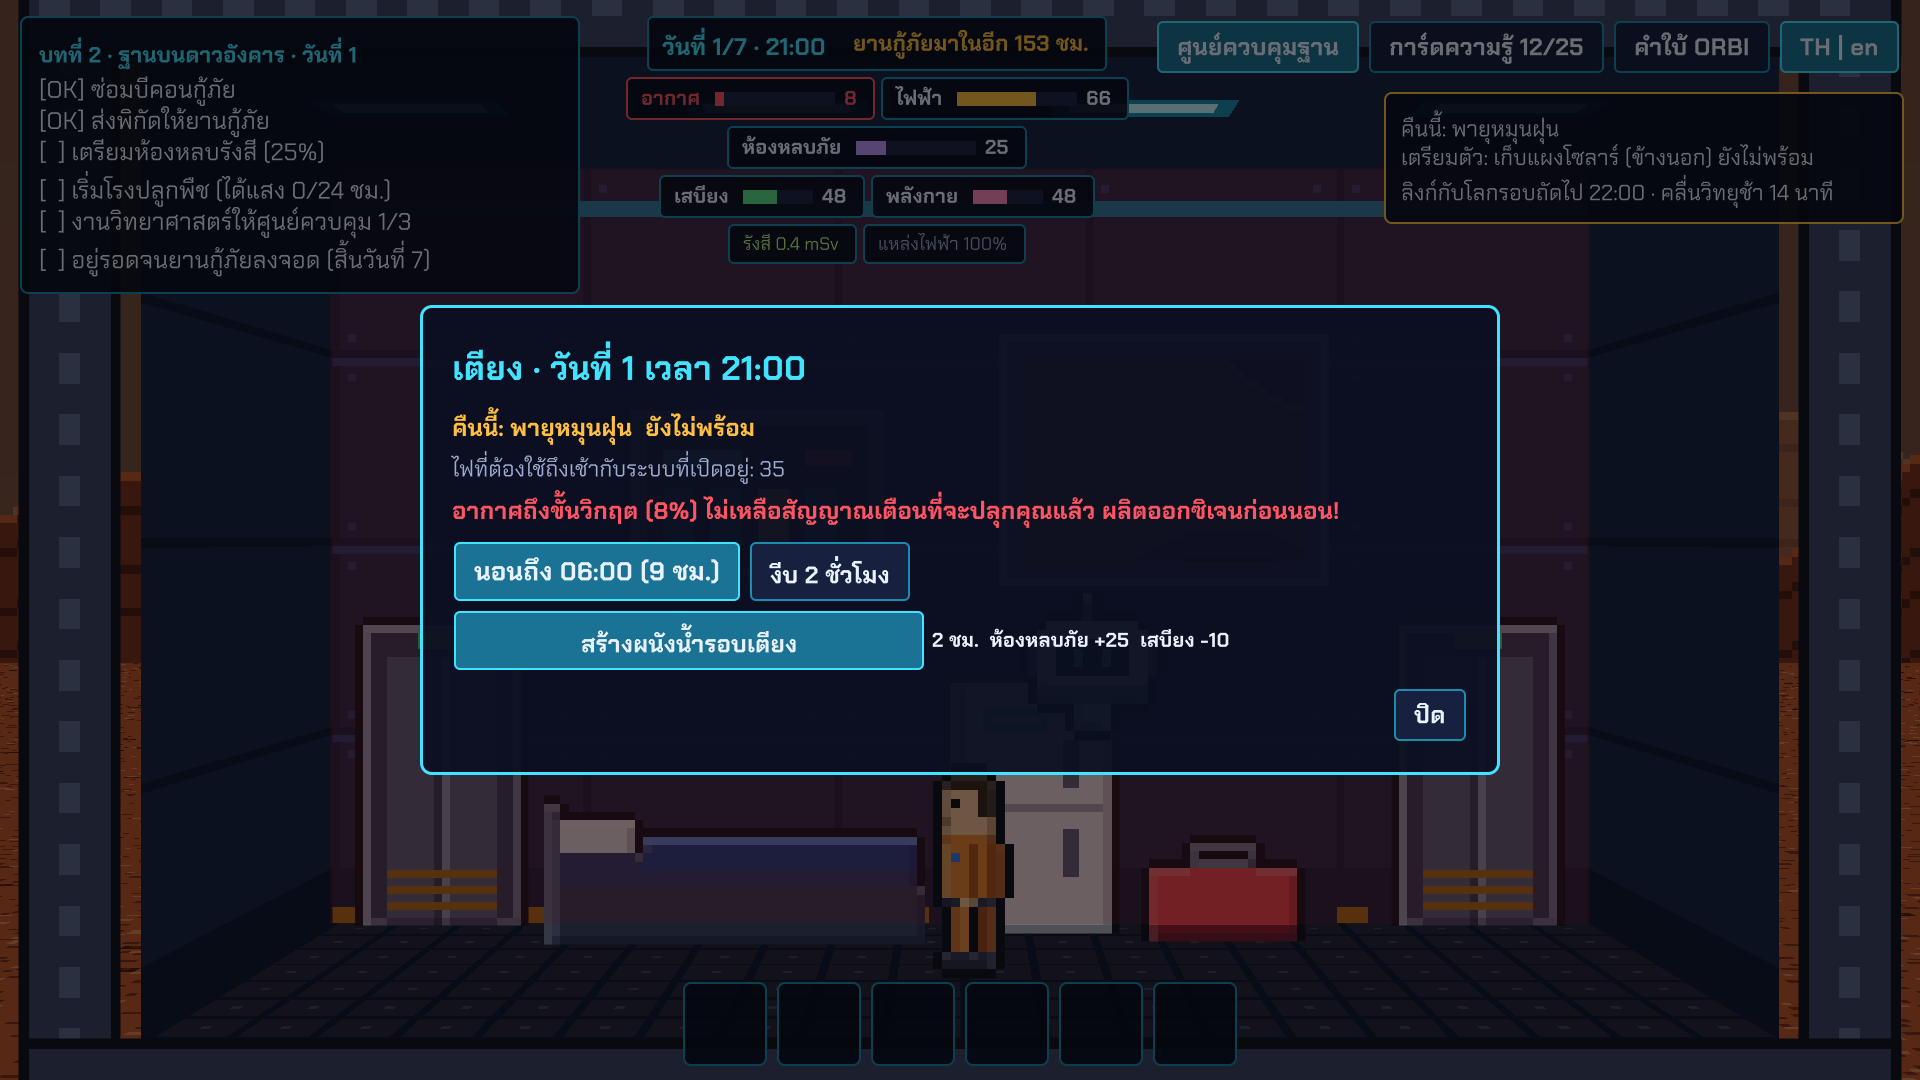 บทที่ 2 · ฐานบนดาวอังคาร · วันที่ 1
[OK] ซ่อมบีคอนกู้ภัย
[OK] ส่งพิกัดให้ยานกู้ภัย
[ ] เตรียมห้องหลบรังสี (25%)
[ ] เริ่มโรงปลูกพืช (ได้แสง 0/24 ชม.)
[ ] งานวิทยาศาสตร์ให้ศูนย์ควบคุม 1/3
[ ] อยู่รอดจนยานกู้ภัยลงจอด (สิ้นวันที่ 7)
วันที่ 1/7 · 21:00 ยานกู้ภัยมาในอีก 153 ชม.
อากาศ 8 ไฟฟ้า 66
ห้องหลบภัย 25
เสบียง 48 พลังกาย 48
รังสี 0.4 mSv แหล่งไฟฟ้า 100%
ศูนย์ควบคุมฐาน การ์ดความรู้ 12/25 คำใบ้ ORBI TH | en
คืนนี้: พายุหมุนฝุ่น
เตรียมตัว: เก็บแผงโซลาร์ (ข้างนอก) ยังไม่พร้อม
ลิงก์กับโลกรอบถัดไป 22:00 · คลื่นวิทยุช้า 14 นาที
เตียง · วันที่ 1 เวลา 21:00
คืนนี้: พายุหมุนฝุ่น ยังไม่พร้อม
ไฟที่ต้องใช้ถึงเช้ากับระบบที่เปิดอยู่: 35
อากาศถึงขั้นวิกฤต (8%) ไม่เหลือสัญญาณเตือนที่จะปลุกคุณแล้ว ผลิตออกซิเจนก่อนนอน!
นอนถึง 06:00 (9 ชม.) งีบ 2 ชั่วโมง
สร้างผนังน้ำรอบเตียง 2 ชม. ห้องหลบภัย +25 เสบียง -10
ปิด